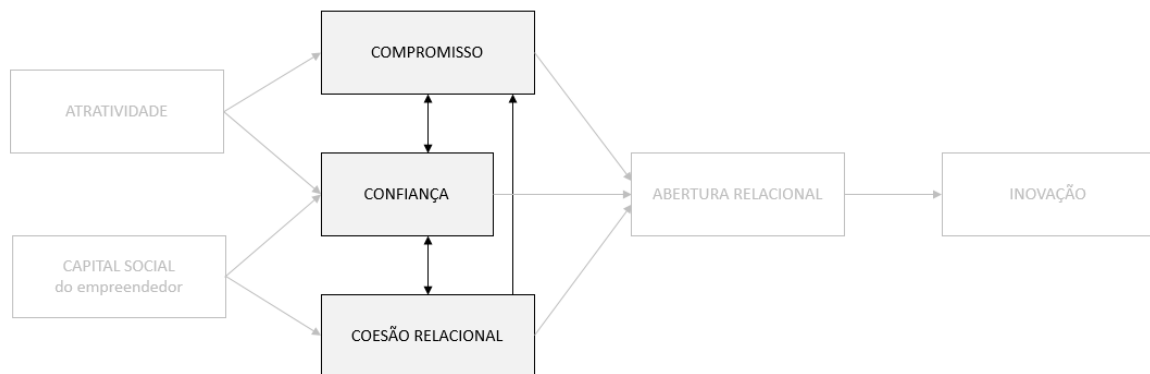 COMPROMISSO
ATRATIVIDADE
CONFIANÇA
ABERTURA RELACIONAL
INOVAÇÃO
CAPITAL SOCIAL
do empreendedor
COESÃO RELACIONAL